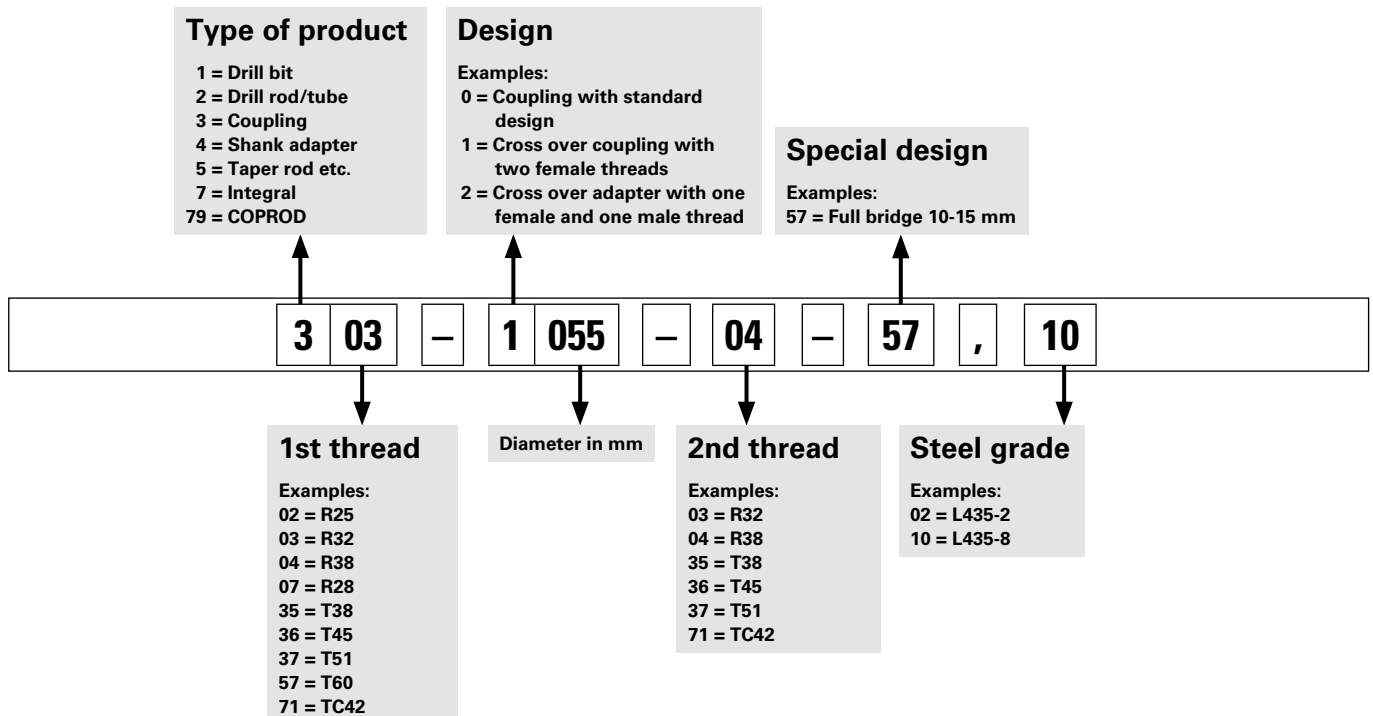 Type of product
1 = Drill bit
2 = Drill rod/tube
3 = Coupling
4 = Shank adapter
5 = Taper rod etc.
7 = Integral
79 = COPROD
Design
Examples:
0 = Coupling with standard
design
1 = Cross over coupling with
two female threads
2 = Cross over adapter with one
female and one male thread
Special design
Examples:
57 = Full bridge 10-15 mm
3 03 – 1 055 – 04 – 57 , 10
1st thread
Examples:
02 = R25
03 = R32
04 = R38
07 = R28
35 = T38
36 = T45
37 = T51
57 = T60
71 = TC42
Diameter in mm
2nd thread
Examples:
03 = R32
04 = R38
35 = T38
36 = T45
37 = T51
71 = TC42
Steel grade
Examples:
02 = L435-2
10 = L435-8